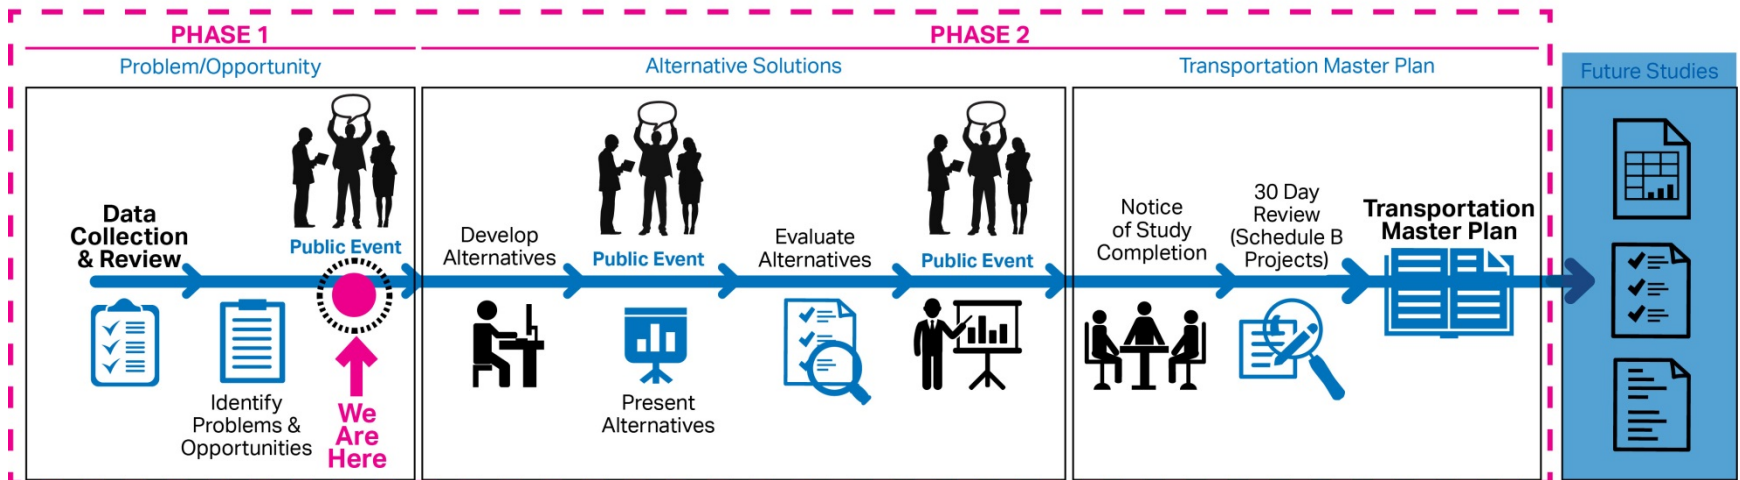 PHASE 1
PHASE 2
Problem/Opportunity
Alternative Solutions
Transportation Master Plan
Future Studies
Data
Collection
& Review
Identify
Problems &
Opportunities
Public Event
We
Are
Here
Develop
Alternatives
Public Event
Present
Alternatives
Evaluate
Alternatives
Public Event
Notice
of Study
Completion
30 Day
Review
(Schedule B
Projects)
Transportation
Master Plan